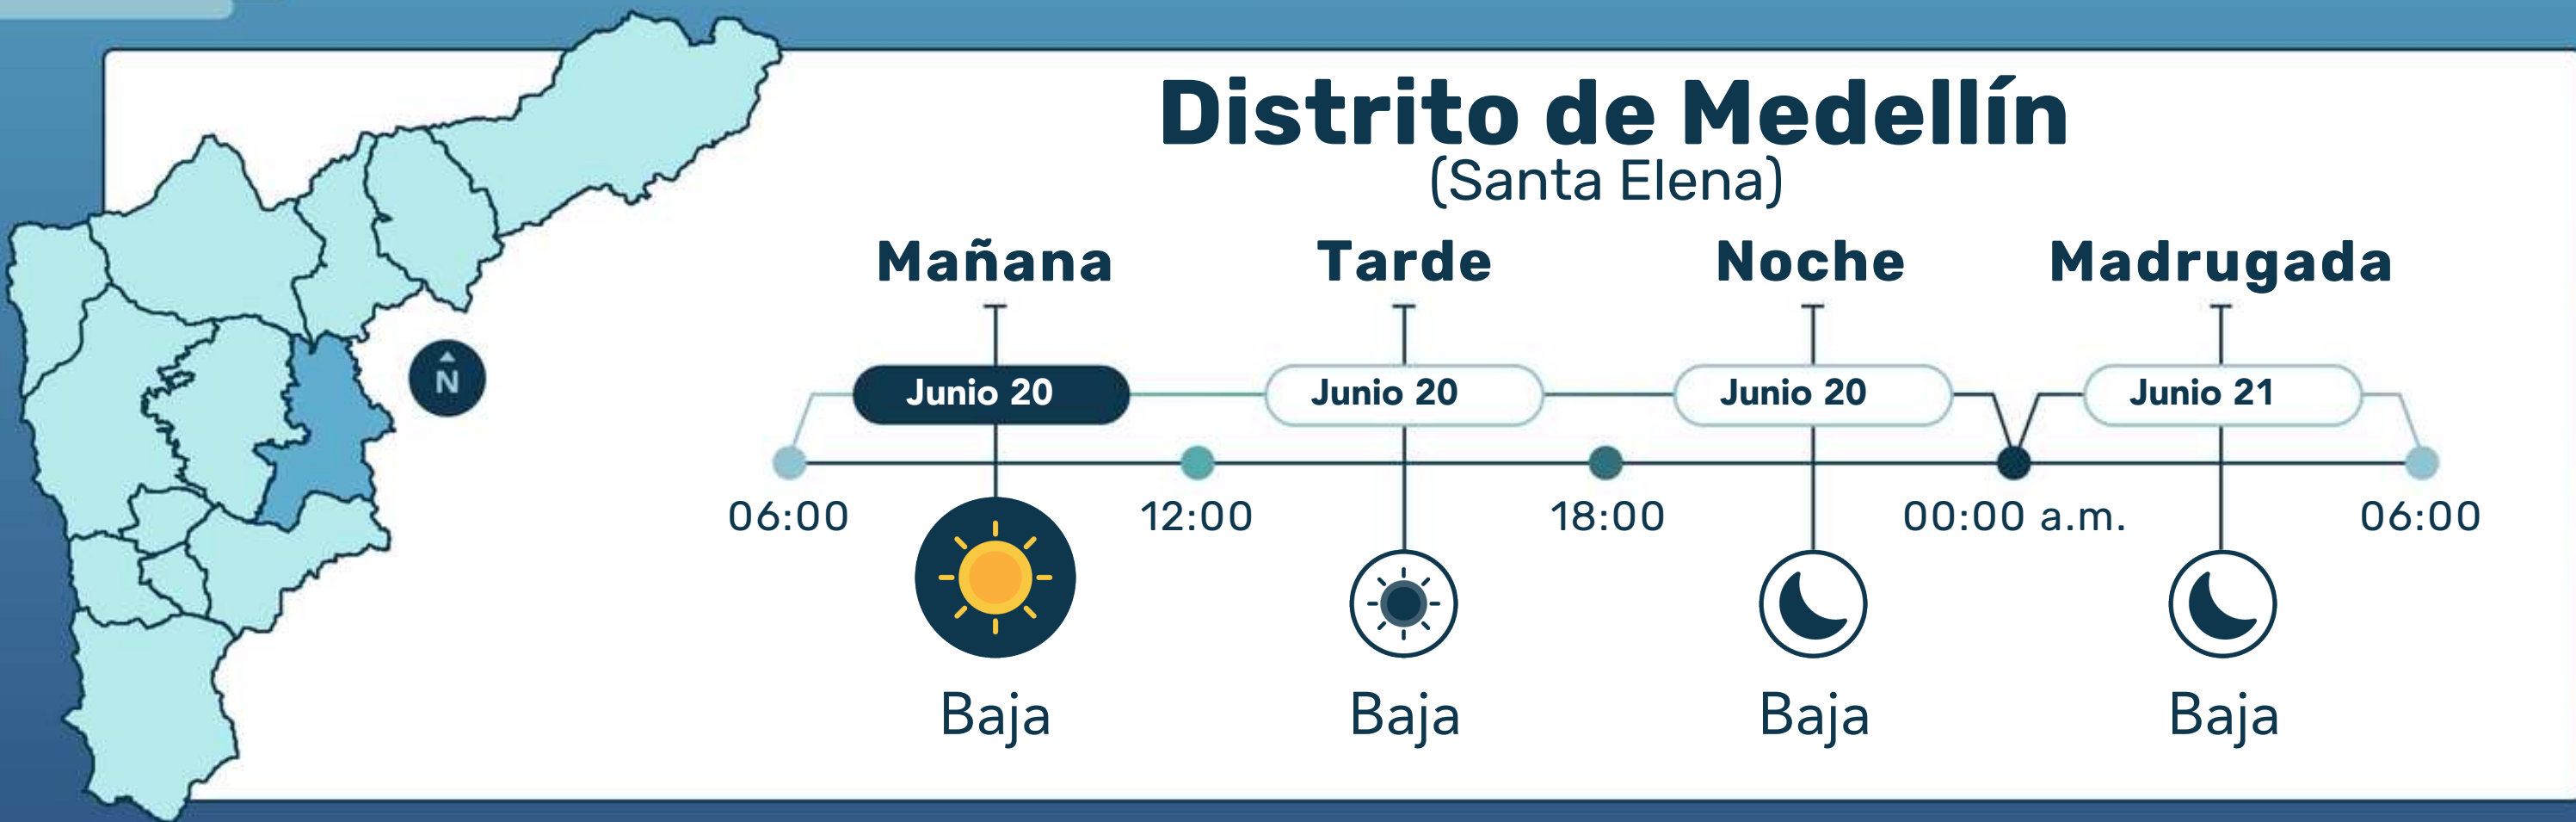 Distrito de Medellín
(Santa Elena)
Mañana Tarde Noche Madrugada
Junio 20 Junio 20 Junio 20 Junio 21
N
06:00 12:00 18:00 00:00 a.m. 06:00
Baja Baja Baja Baja